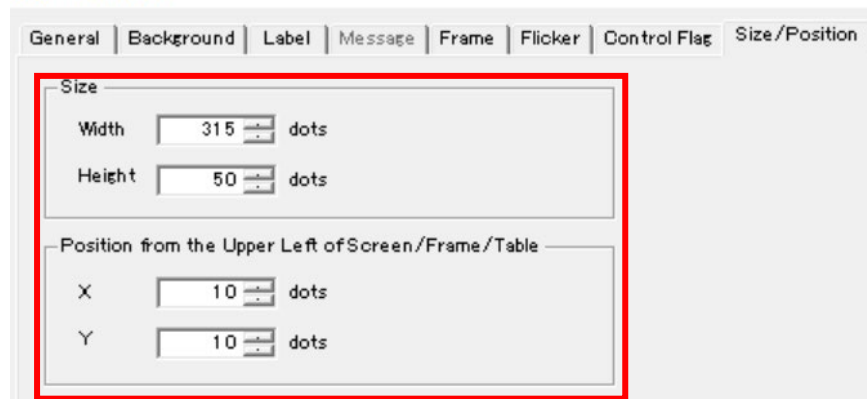 General Background Label Message Frame Flicker Control Flag Size/Position
Size
Width 315 dots
Height 50 dots
Position from the Upper Left of Screen/Frame/Table
X 10 dots
Y 10 dots